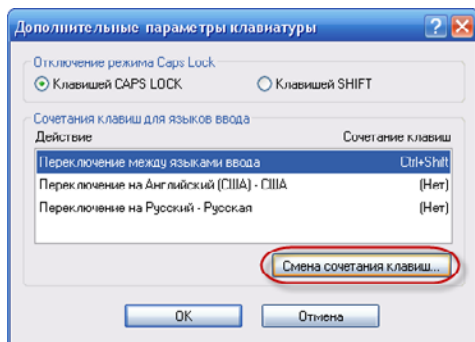 Дополнительные параметры клавиатуры
Отключение режима Caps Lock
Клавишей CAPS LOCK Клавишей SHIFT
Сочетания клавиш для языков ввода
Действие Сочетание клавиш
Переключение между языками ввода Ctrl+Shift
Переключение на Английский (США) - США (Нет)
Переключение на Русский - Русская (Нет)
Смена сочетания клавиш...
OK Отмена